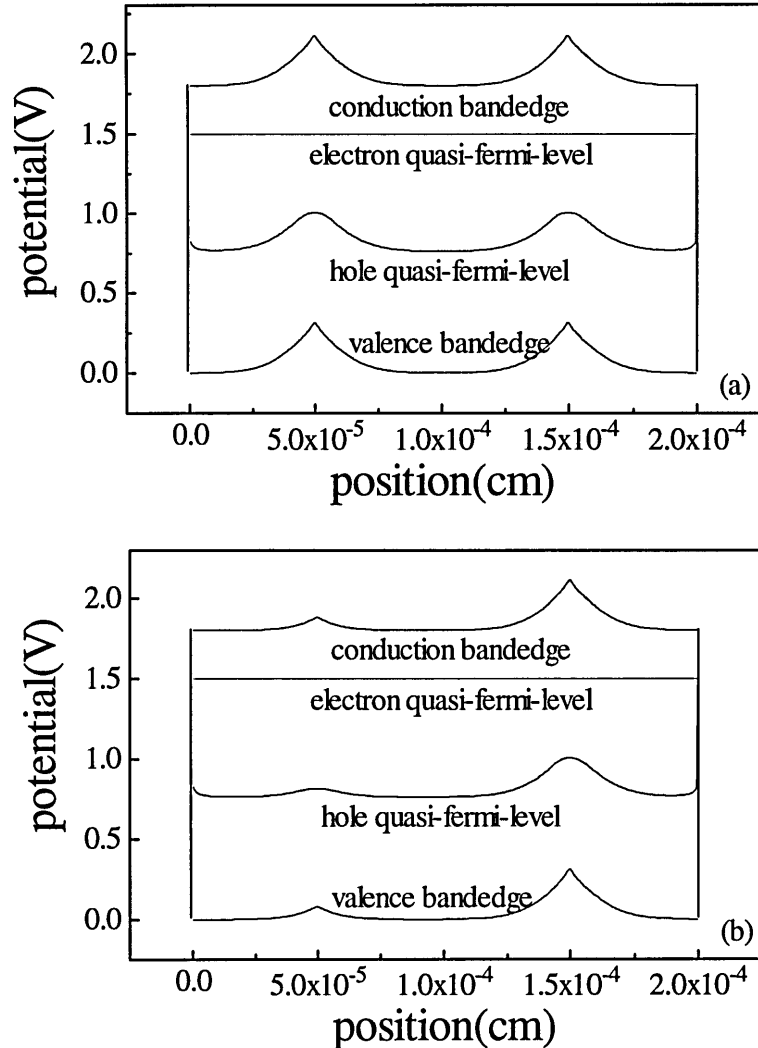 potential(V)
2.0
1.5
1.0
0.5
0.0
conduction bandedge
electron quasi-fermi-level
hole quasi-fermi-level
valence bandedge
(a)
0.0
5.0x10⁻⁵
1.0x10⁻⁴
1.5x10⁻⁴
2.0x10⁻⁴
position(cm)
potential(V)
2.0
1.5
1.0
0.5
0.0
conduction bandedge
electron quasi-fermi-level
hole quasi-fermi-level
valence bandedge
(b)
0.0
5.0x10⁻⁵
1.0x10⁻⁴
1.5x10⁻⁴
2.0x10⁻⁴
position(cm)